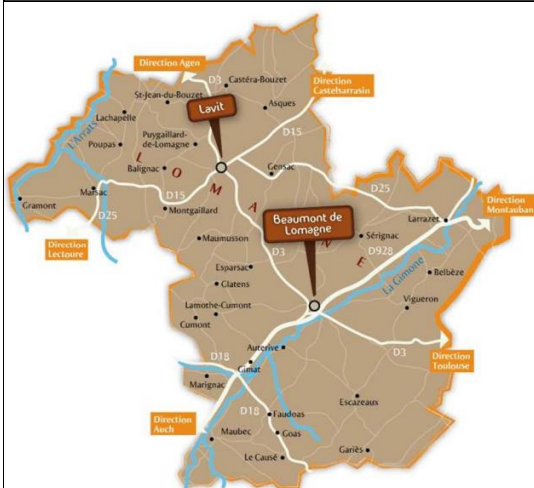 Direction Agen
D3
Castéra-Bouzet
Direction
Castelsarrasin
St-Jean-du-Bouzet
Lavit
Asques
Lachapelle
L'Arrats
Puygaillard-
de-Lomagne
D15
Poupas
Balignac
Gensac
LOMAGNE
Marsac
D15
D25
Gramont
Montgaillard
D25
Larrazet
Direction
Montauban
Direction
Lectoure
Beaumont de
Lomagne
Maumusson
Sérignac
D3
D928
La Gimone
Esparsac
Belbèze
Glatens
Vigueron
Lamothe-Cumont
Cumont
Auterive
D3
Direction
Toulouse
D18
Gimat
Marignac
Escazeaux
Direction
Auch
D18
Faudoas
Maubec
Goas
Gariès
Le Causé